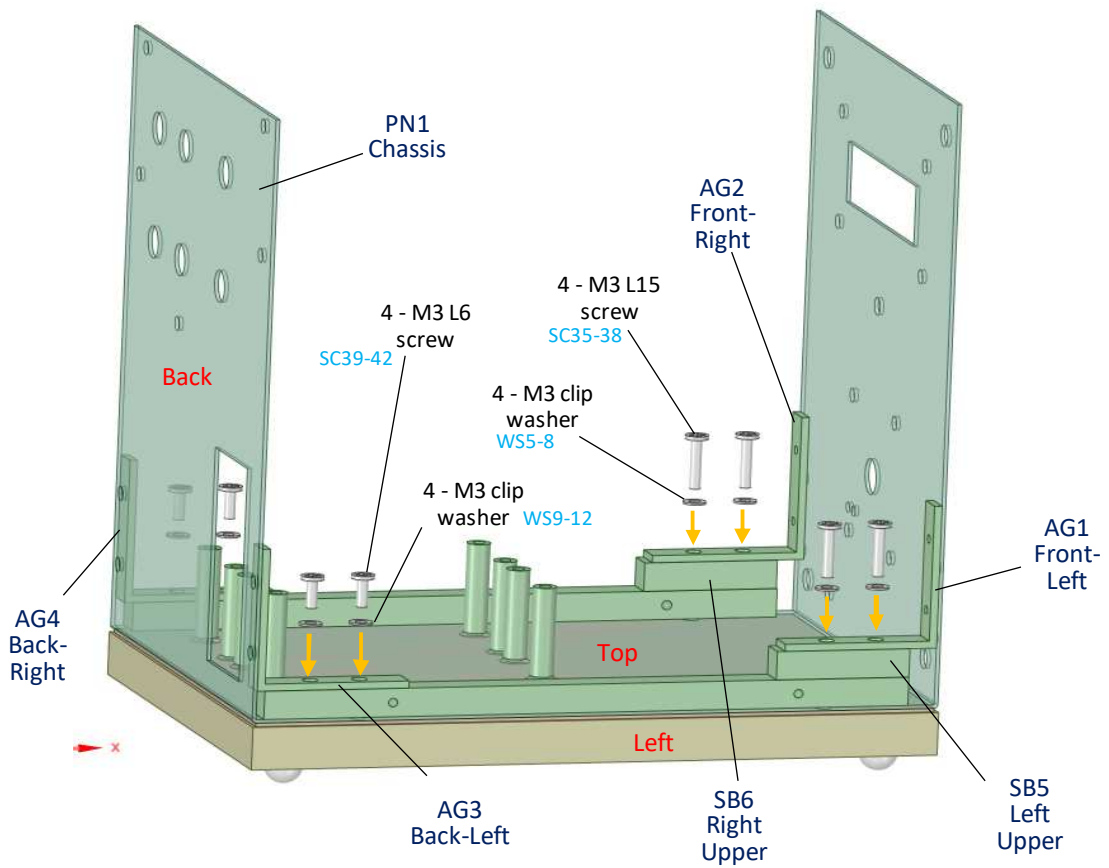 PN1
Chassis
AG2
Front-
Right
4 - M3 L6
screw
SC39-42
4 - M3 L15
screw
SC35-38
Back
4 - M3 clip
washer
WS5-8
4 - M3 clip
washer WS9-12
AG1
Front-
Left
AG4
Back-
Right
Top
x
Left
AG3
Back-Left
SB6
Right
Upper
SB5
Left
Upper